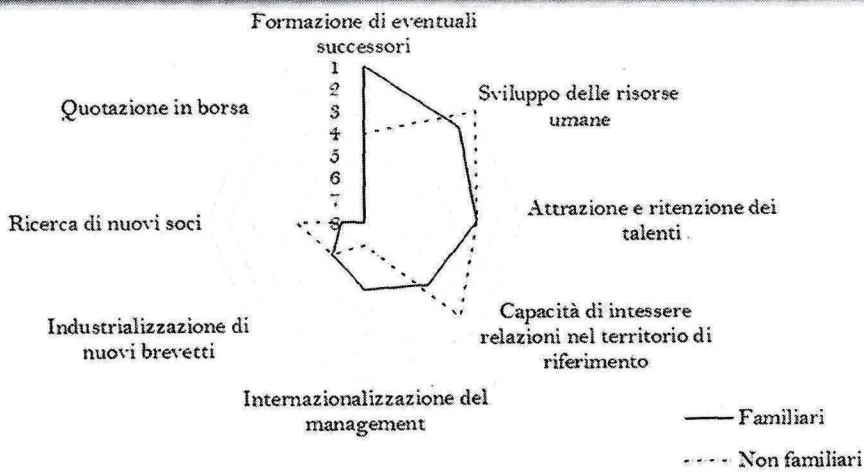 Formazione di eventuali
successori
1
2
3
4
5
6
7
8
Quotazione in borsa
Sviluppo delle risorse
umane
Ricerca di nuovi soci
Attrazione e ritenzione dei
talenti
Industrializzazione di
nuovi brevetti
Capacità di intessere
relazioni nel territorio di
riferimento
Internazionalizzazione del
management
Familiari
Non familiari